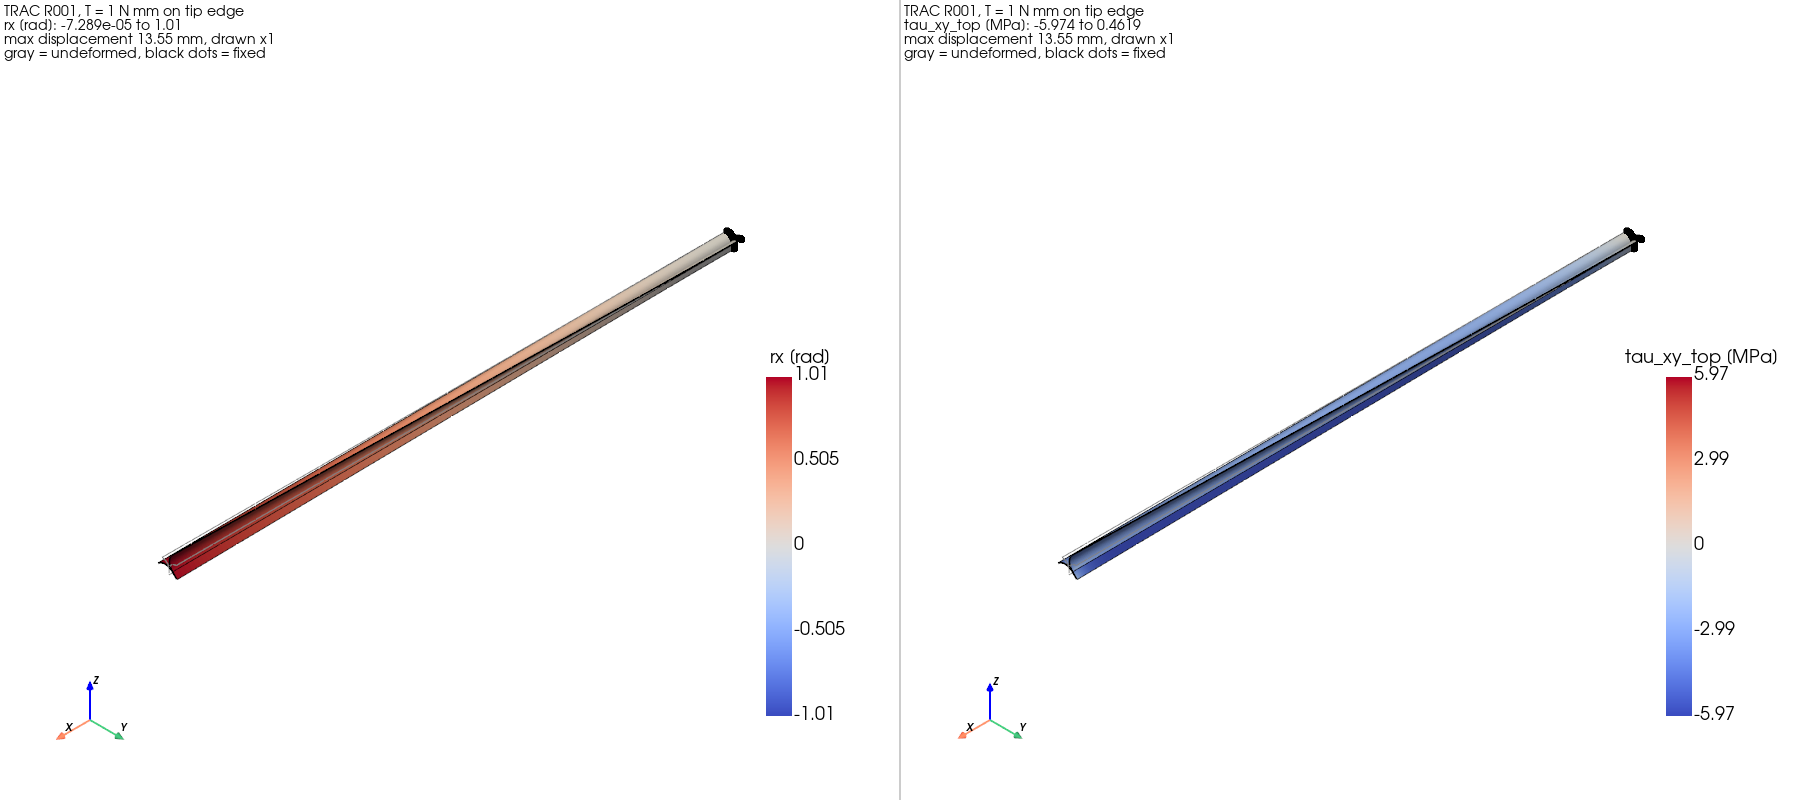 TRAC R001, T = 1 N mm on tip edge
rx [rad]: -7.289e-05 to 1.01
max displacement 13.55 mm, drawn x1
gray = undeformed, black dots = fixed
rx [rad]
1.01
0.505
0
-0.505
-1.01
Z
X
Y
TRAC R001, T = 1 N mm on tip edge
tau_xy_top [MPa]: -5.974 to 0.4619
max displacement 13.55 mm, drawn x1
gray = undeformed, black dots = fixed
tau_xy_top [MPa]
5.97
2.99
0
-2.99
-5.97
Z
X
Y